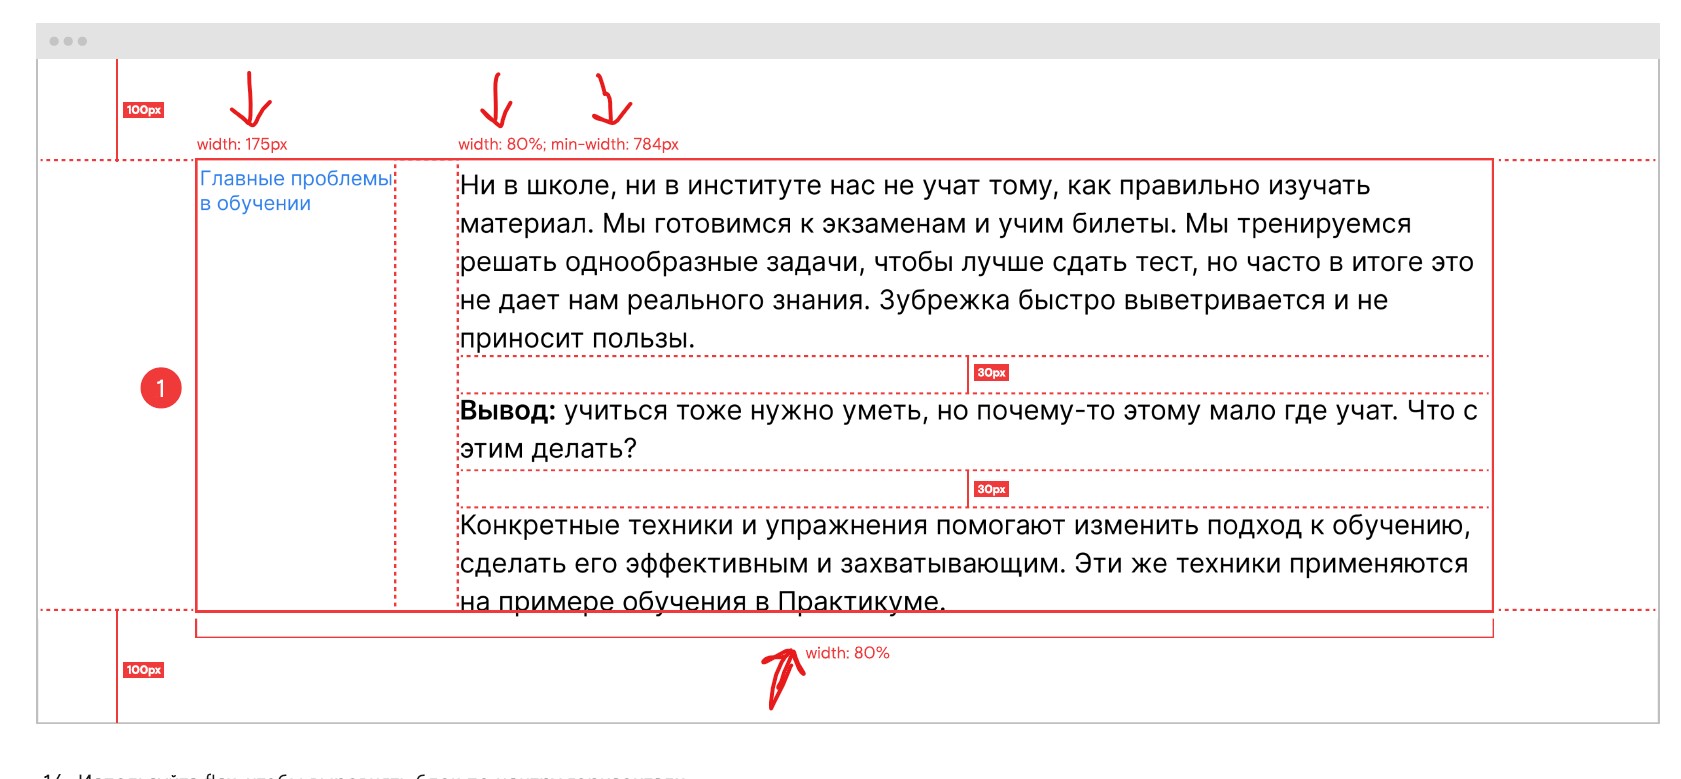 100px
width: 175px
width: 80%; min-width: 784px
Главные проблемы
в обучении
Ни в школе, ни в институте нас не учат тому, как правильно изучать
материал. Мы готовимся к экзаменам и учим билеты. Мы тренируемся
решать однообразные задачи, чтобы лучше сдать тест, но часто в итоге это
не дает нам реального знания. Зубрежка быстро выветривается и не
приносит пользы.
30px
1
Вывод: учиться тоже нужно уметь, но почему-то этому мало где учат. Что с
этим делать?
30px
Конкретные техники и упражнения помогают изменить подход к обучению,
сделать его эффективным и захватывающим. Эти же техники применяются
на примере обучения в Практикуме.
width: 80%
100px